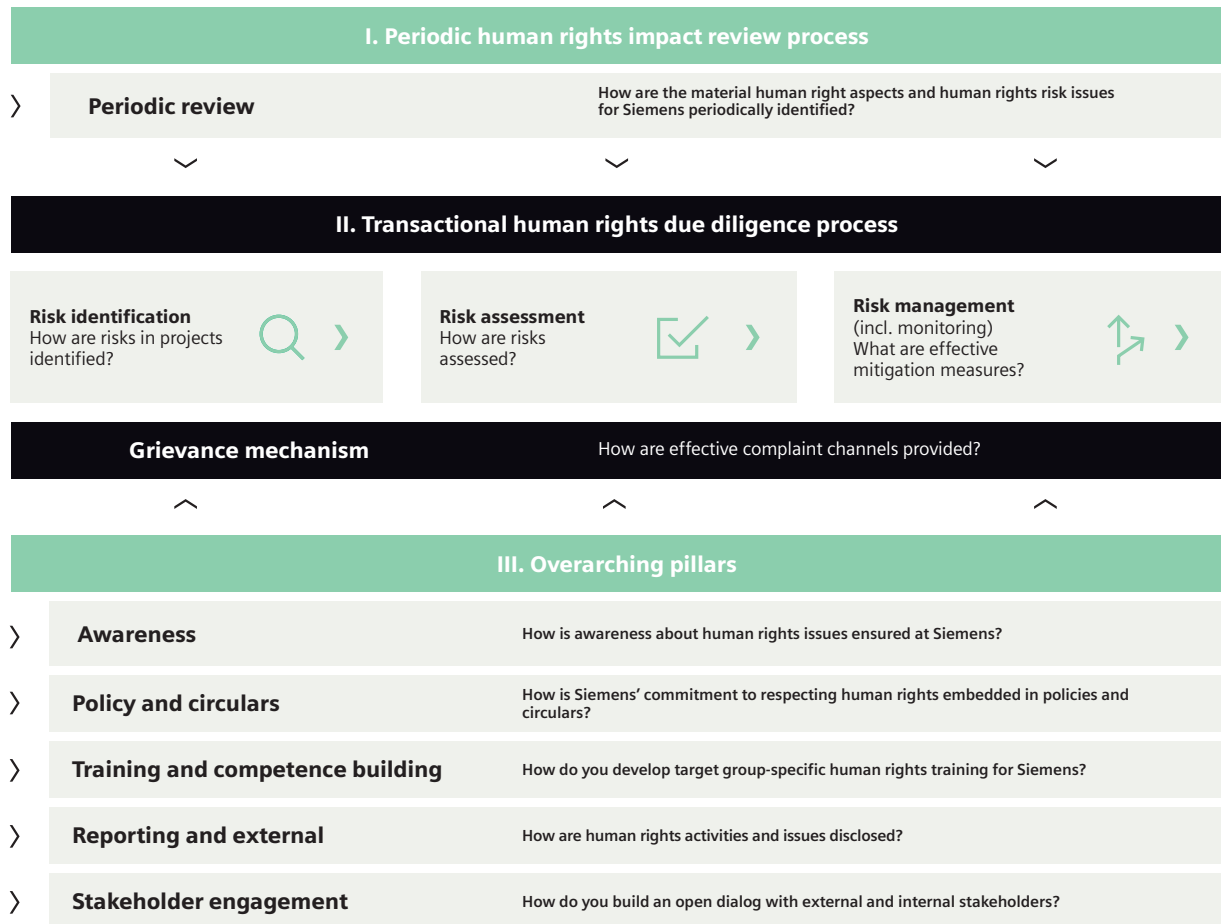 I. Periodic human rights impact review process
Periodic review
How are the material human right aspects and human rights risk issues
for Siemens periodically identified?
II. Transactional human rights due diligence process
Risk identification
How are risks in projects
identified?
Risk assessment
How are risks
assessed?
Risk management
(incl. monitoring)
What are effective
mitigation measures?
Grievance mechanism
How are effective complaint channels provided?
III. Overarching pillars
Awareness
How is awareness about human rights issues ensured at Siemens?
Policy and circulars
How is Siemens’ commitment to respecting human rights embedded in policies and
circulars?
Training and competence building
How do you develop target group-specific human rights training for Siemens?
Reporting and external
How are human rights activities and issues disclosed?
Stakeholder engagement
How do you build an open dialog with external and internal stakeholders?